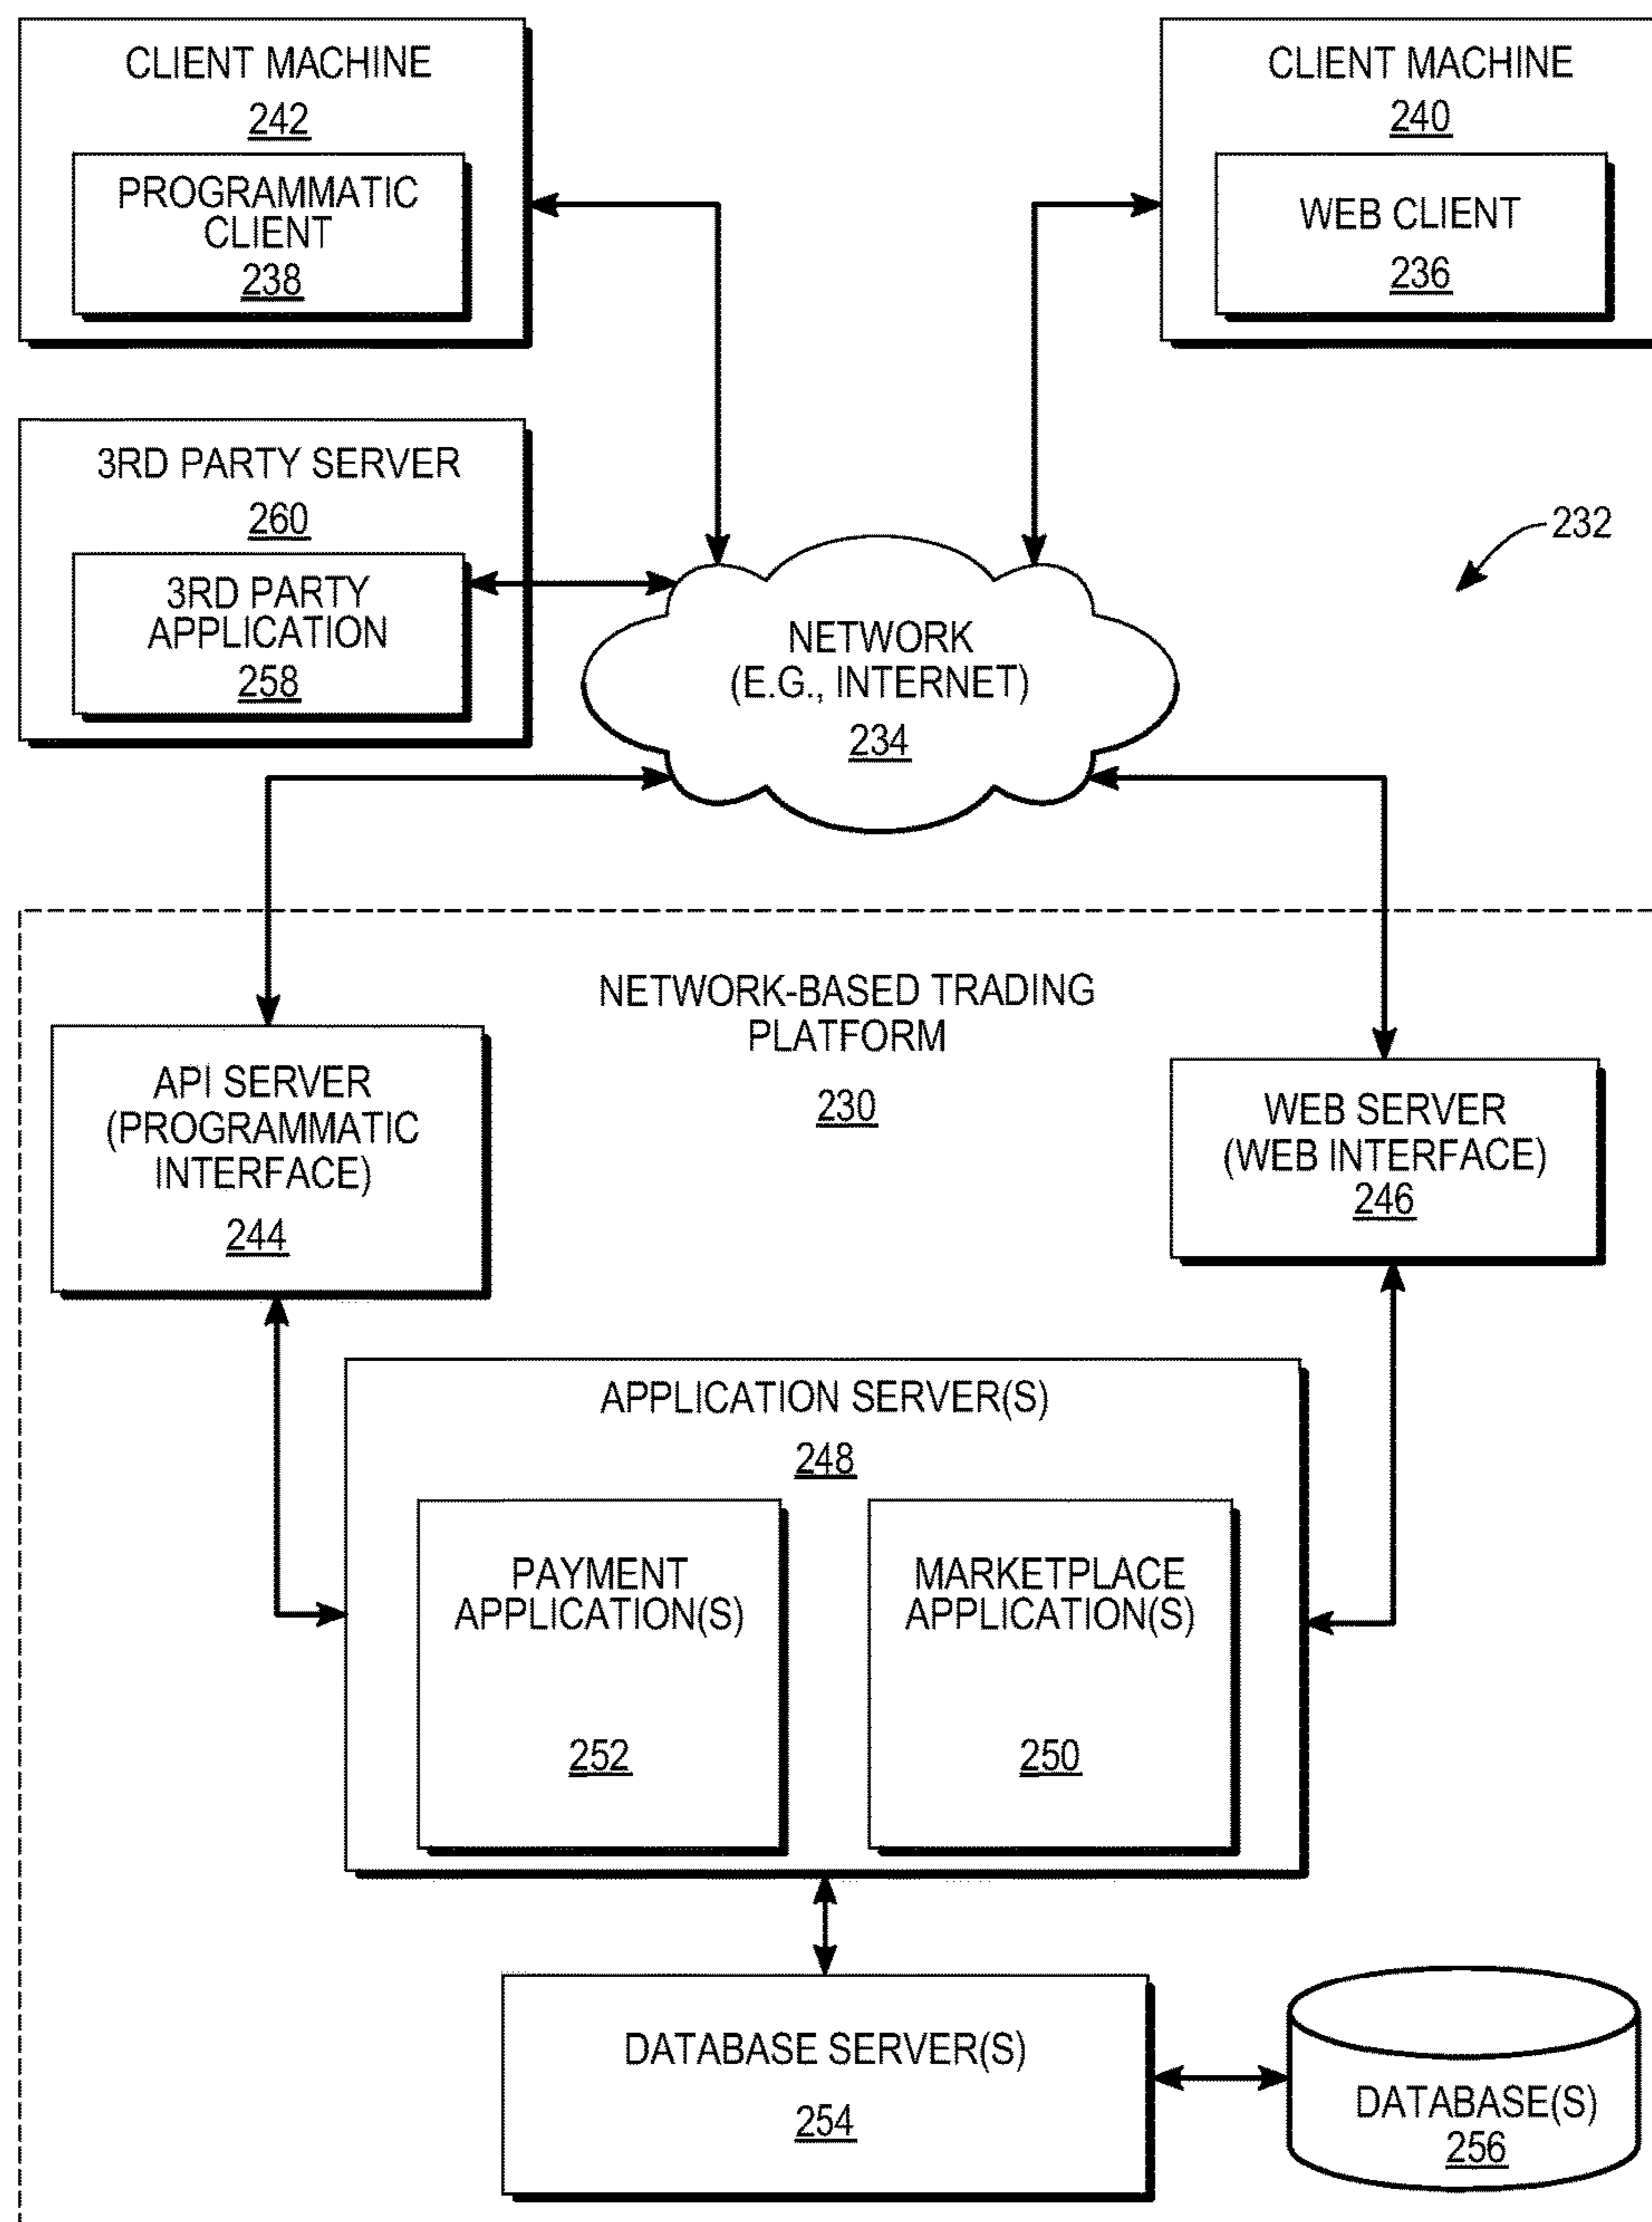 CLIENT MACHINE
242
PROGRAMMATIC
CLIENT
238
CLIENT MACHINE
240
WEB CLIENT
236
3RD PARTY SERVER
260
3RD PARTY
APPLICATION
258
232
NETWORK
(E.G., INTERNET)
234
NETWORK-BASED TRADING
PLATFORM
230
API SERVER
(PROGRAMMATIC
INTERFACE)
244
WEB SERVER
(WEB INTERFACE)
246
APPLICATION SERVER(S)
248
PAYMENT
APPLICATION(S)
252
MARKETPLACE
APPLICATION(S)
250
DATABASE SERVER(S)
254
DATABASE(S)
256